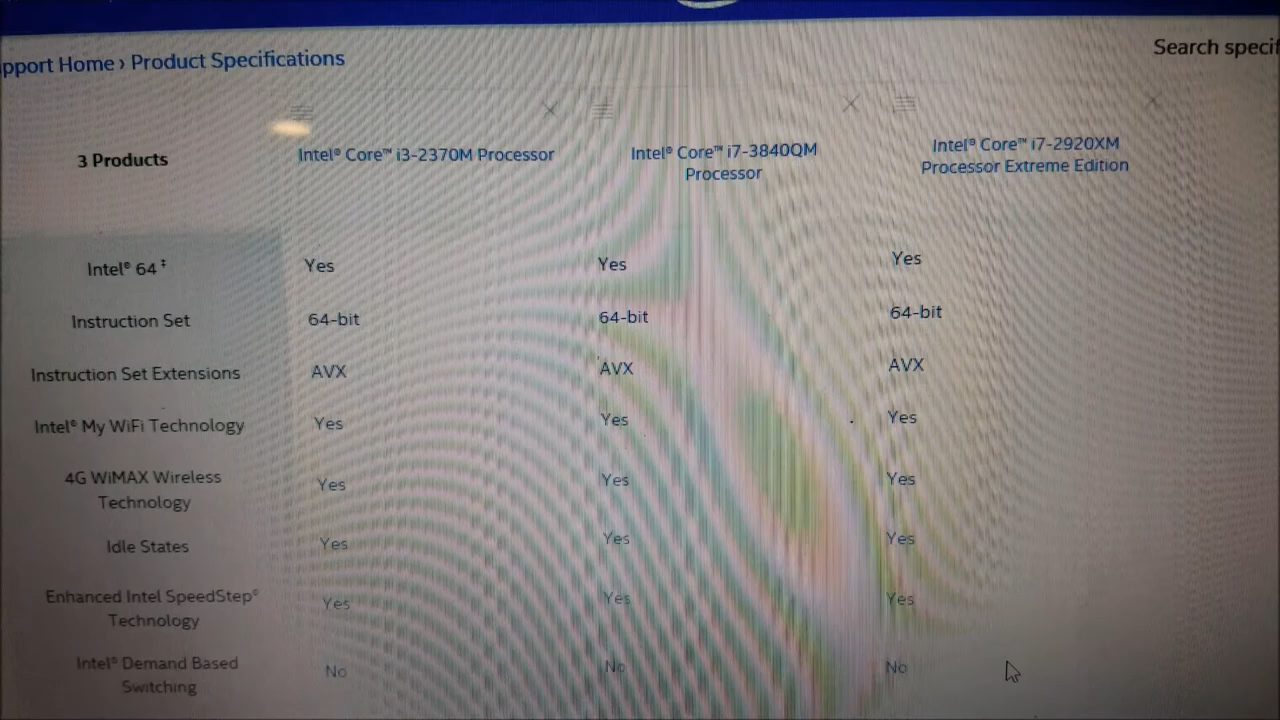 pport Home › Product Specifications
Search specif
3 Products
Intel® Core™ i3-2370M Processor
Intel® Core™ i7-3840QM
Processor
Intel® Core™ i7-2920XM
Processor Extreme Edition
Intel® 64 ‡ Yes Yes Yes
Instruction Set 64-bit 64-bit 64-bit
Instruction Set Extensions AVX AVX AVX
Intel® My WiFi Technology Yes Yes Yes
4G WiMAX Wireless
Technology Yes Yes Yes
Idle States Yes Yes Yes
Enhanced Intel SpeedStep®
Technology Yes Yes Yes
Intel® Demand Based
Switching No No No